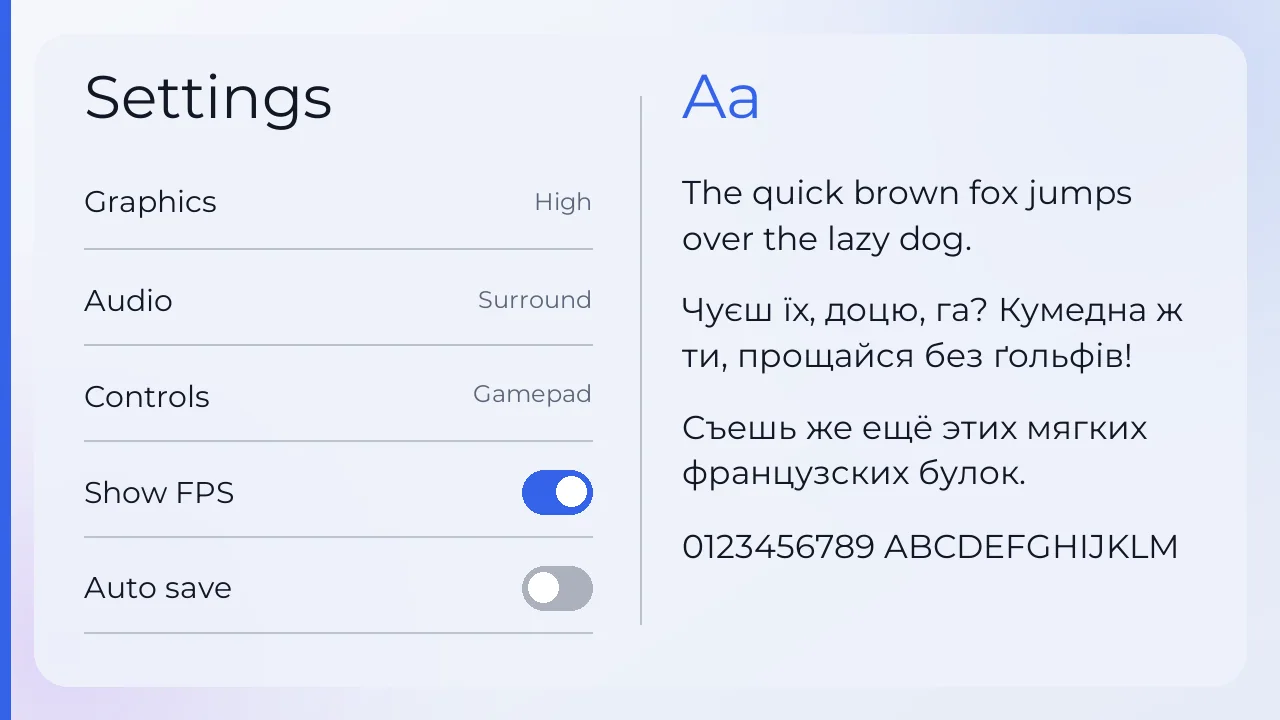 Settings
Graphics High
Audio Surround
Controls Gamepad
Show FPS
Auto save
Aa
The quick brown fox jumps
over the lazy dog.
Чуєш їх, доцю, га? Кумедна ж
ти, прощайся без ґольфів!
Съешь же ещё этих мягких
французских булок.
0123456789 ABCDEFGHIJKLM